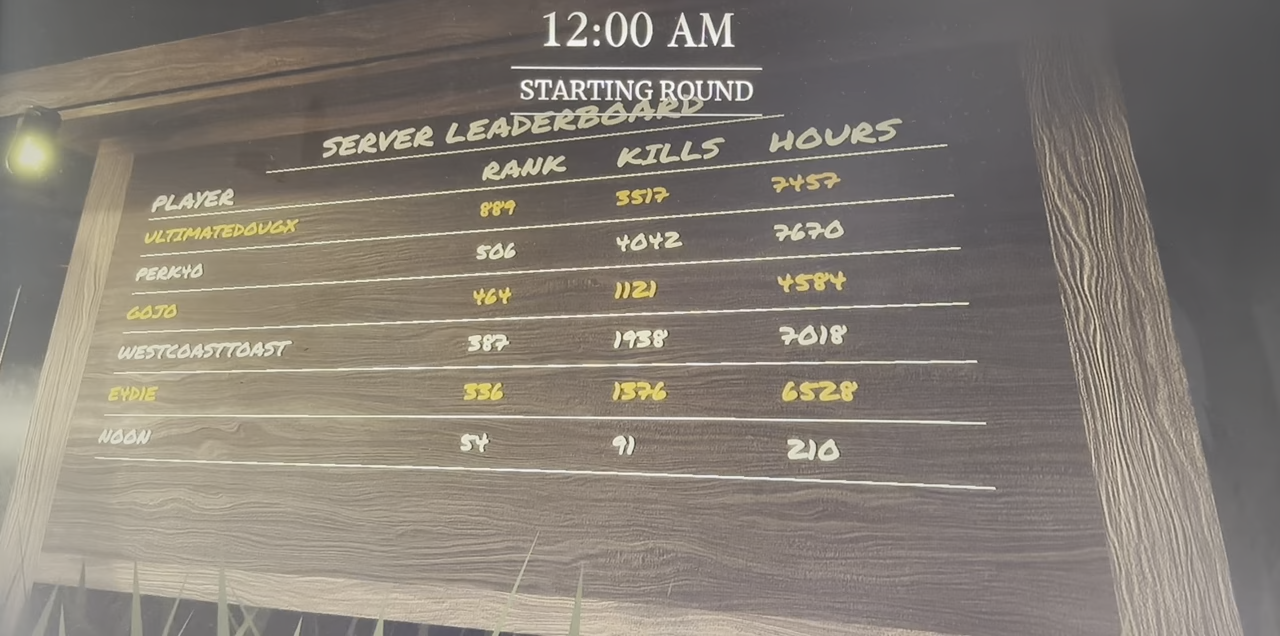 12:00 AM
STARTING ROUND
SERVER LEADERBOARD
PLAYER RANK KILLS HOURS
ULTIMATEDOUGX 889 3517 7457
PERK40 506 4042 7670
GOJO 464 1121 4584
WESTCOASTTOAST 387 1938 7018
EYDIE 336 1376 6528
NOON 54 91 210